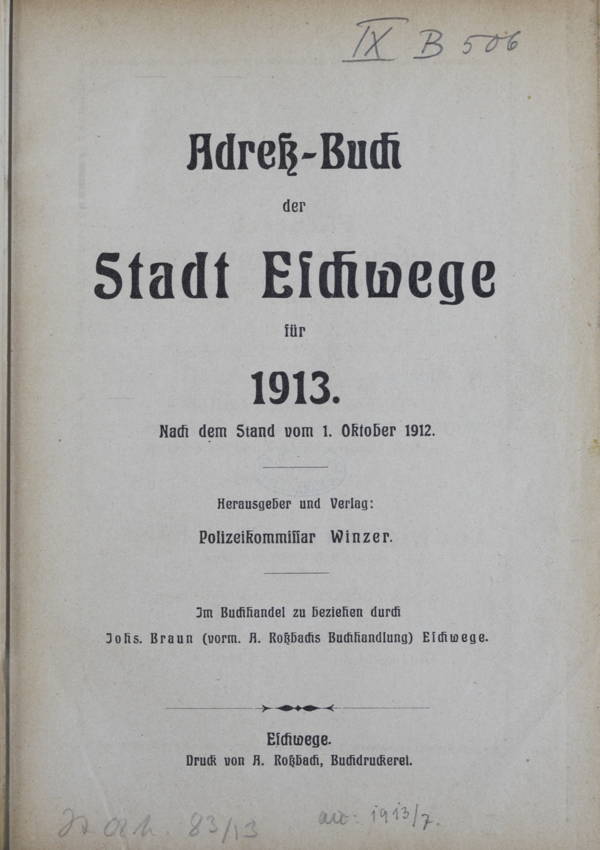 IX B 506
Adreß-Buch
der
Stadt Eſchwege
für
1913.
Nach dem Stand vom 1. Oktober 1912.
Herausgeber und Verlag:
Polizeikommiſſar Winzer.
Im Buchhandel zu beziehen durch
Johs. Braun (vorm. A. Roßbachs Buchhandlung) Eſchwege.
Eſchwege.
Druck von A. Roßbach, Buchdruckerei.
83/13
acc: 1913/7.